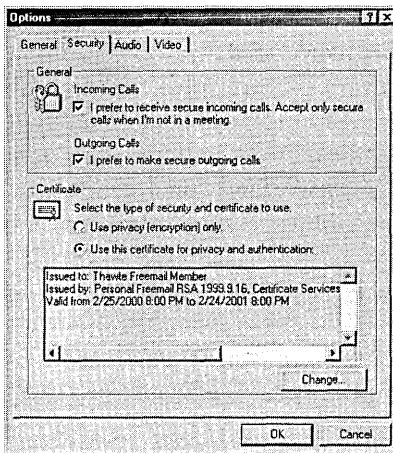 Options
General Security Audio Video
General
Incoming Calls
I prefer to receive secure incoming calls. Accept only secure
calls when I'm not in a meeting.
Outgoing Calls
I prefer to make secure outgoing calls
Certificate
Select the type of security and certificate to use.
Use privacy (encryption) only.
Use this certificate for privacy and authentication:
Issued to: Thawte Freemail Member
Issued by: Personal Freemail RSA 1999.9.16, Certificate Services
Valid from 2/25/2000 8:00 PM to 2/24/2001 8:00 PM
Change...
OK Cancel